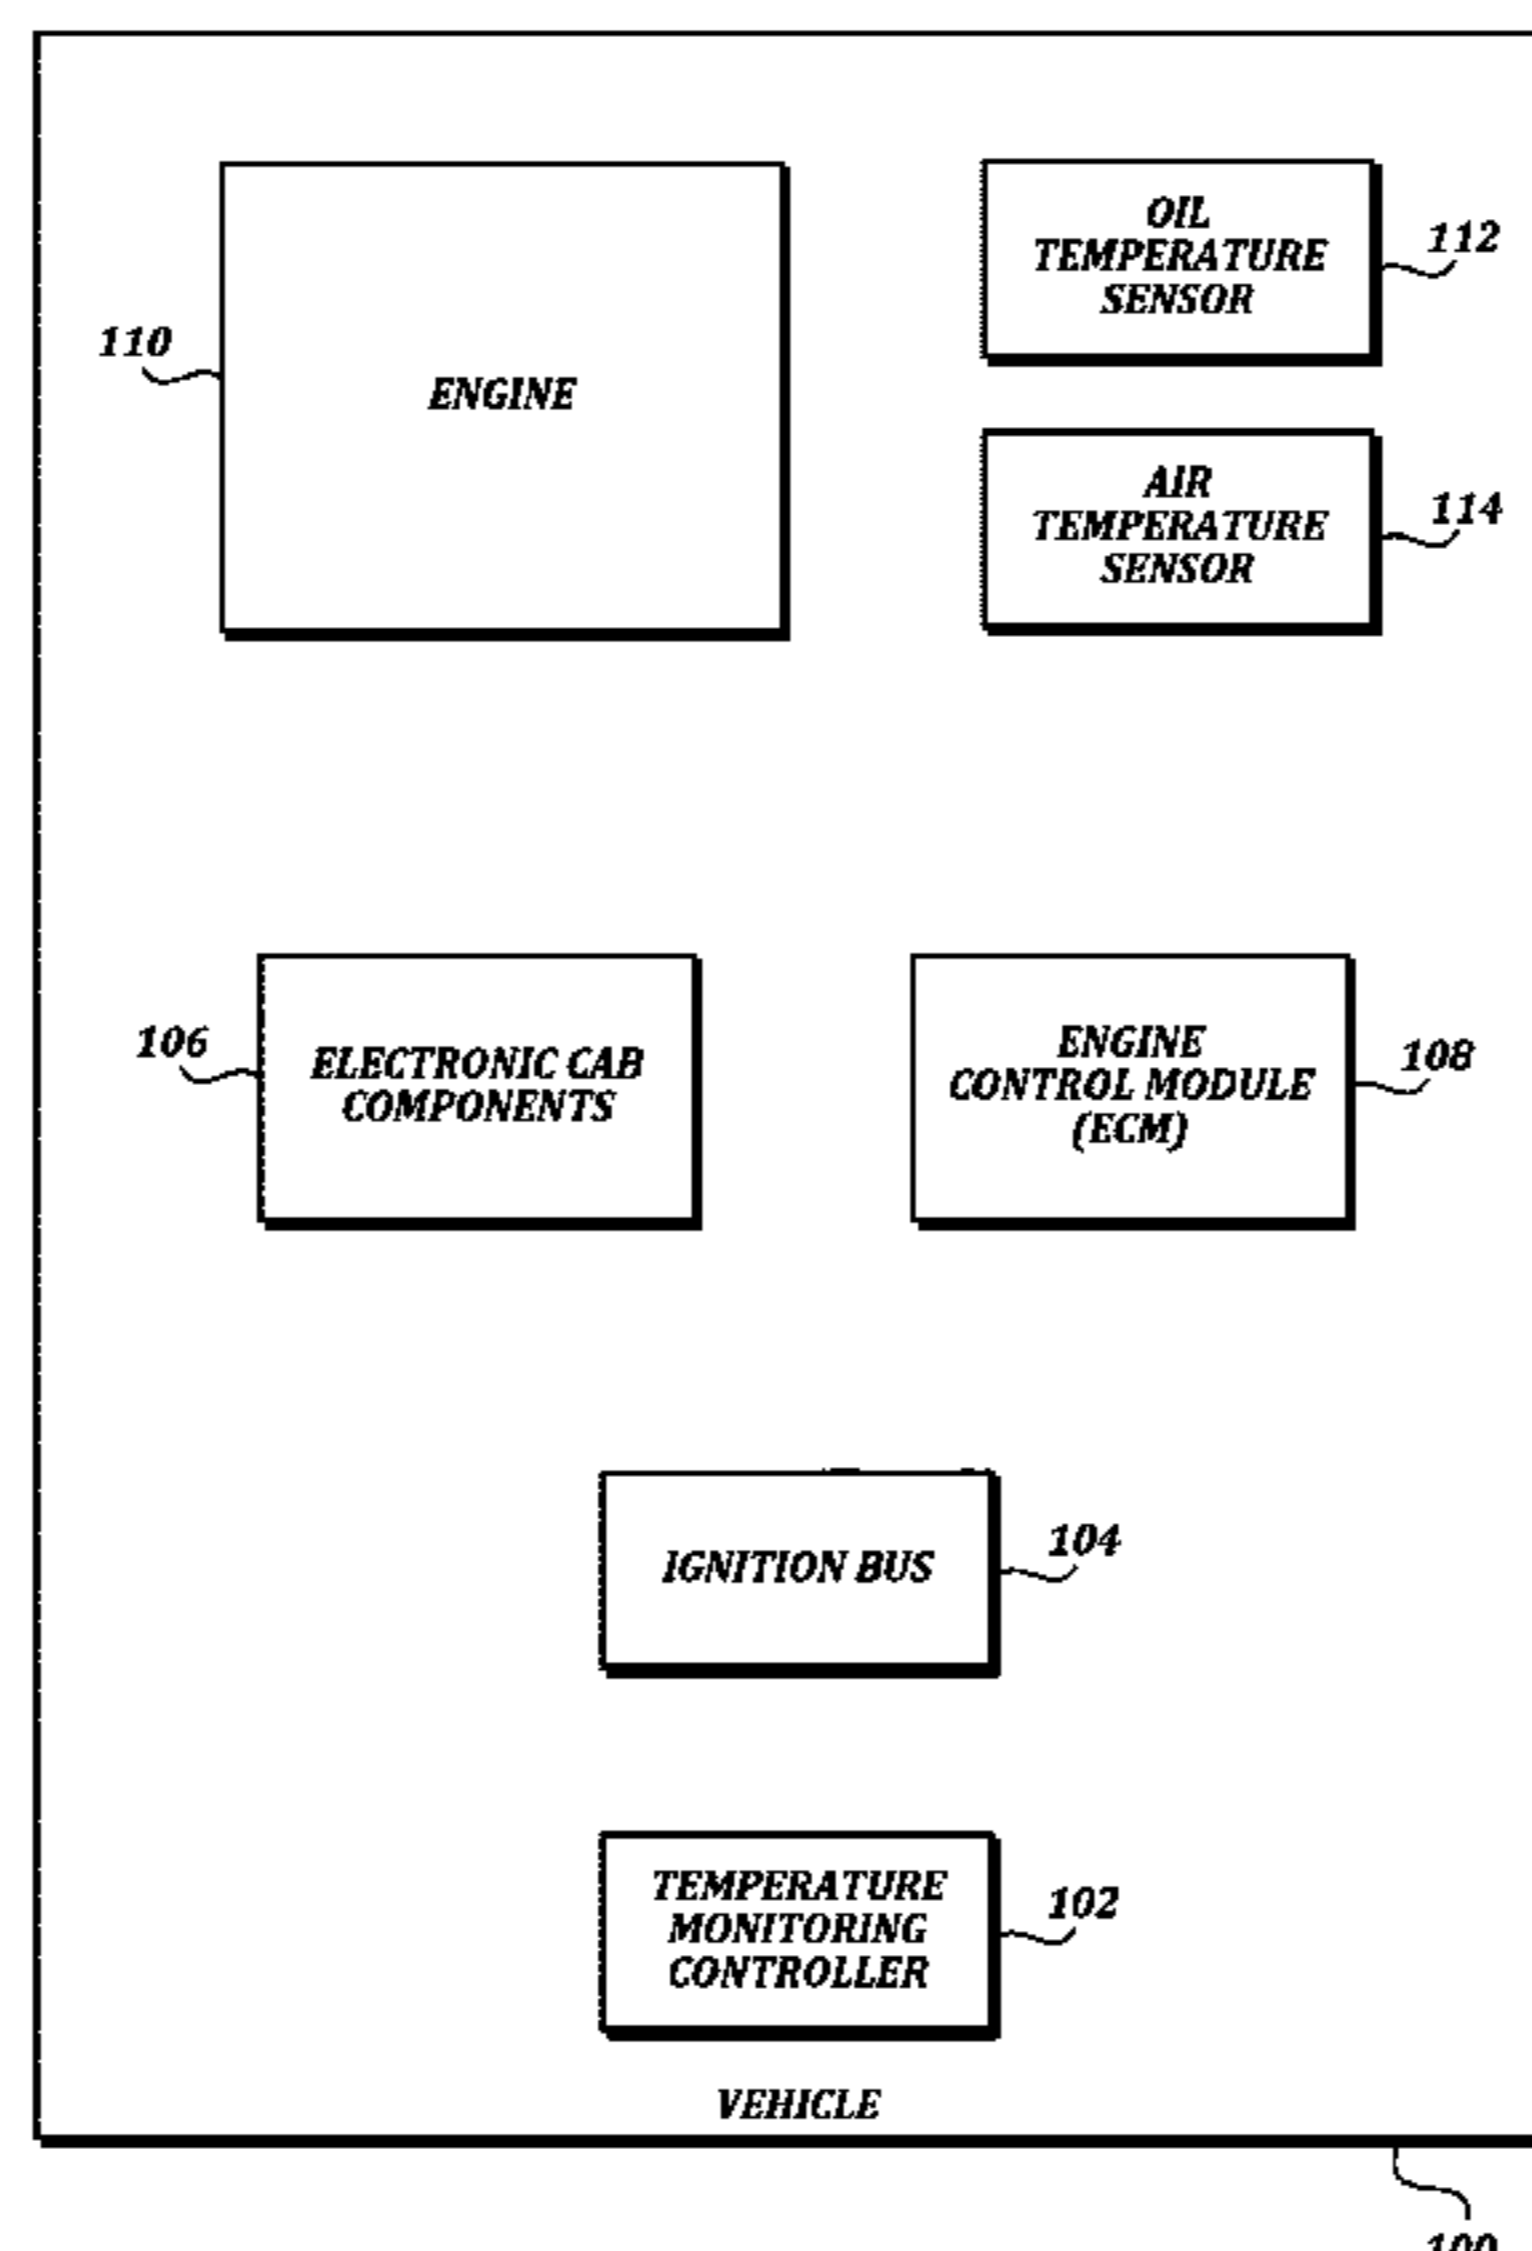 OIL
TEMPERATURE
SENSOR
112
110
ENGINE
AIR
TEMPERATURE
SENSOR
114
106
ELECTRONIC CAB
COMPONENTS
ENGINE
CONTROL MODULE
(ECM)
108
IGNITION BUS
104
TEMPERATURE
MONITORING
CONTROLLER
102
VEHICLE
100